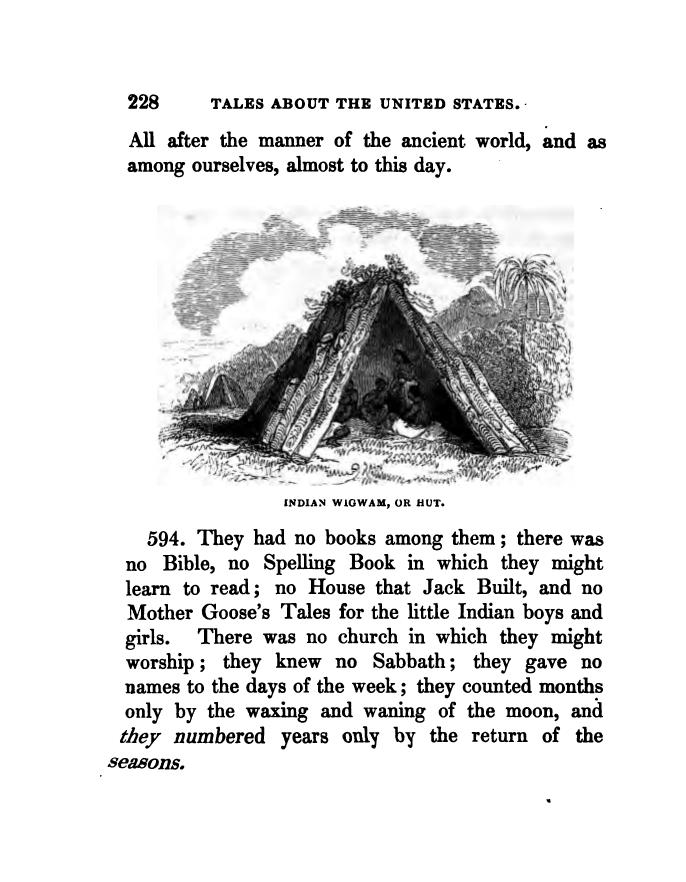 228 TALES ABOUT THE UNITED STATES.
All after the manner of the ancient world, and as
among ourselves, almost to this day.
INDIAN WIGWAM, OR HUT.
594. They had no books among them; there was
no Bible, no Spelling Book in which they might
learn to read; no House that Jack Built, and no
Mother Goose's Tales for the little Indian boys and
girls. There was no church in which they might
worship; they knew no Sabbath; they gave no
names to the days of the week; they counted months
only by the waxing and waning of the moon, and
they numbered years only by the return of the
seasons.